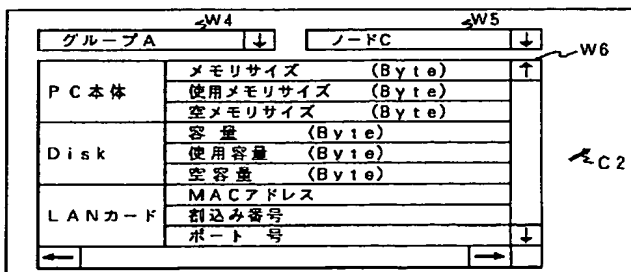 W4 W5
グループA ↓ ノードC ↓
W6
PC本体 メモリサイズ (Byte) ↑
使用メモリサイズ (Byte)
空メモリサイズ (Byte)
Disk 容量 (Byte)
使用容量 (Byte)
空容量 (Byte)
C2
LANカード MACアドレス
割込み番号
ポート 号 ↓
← →